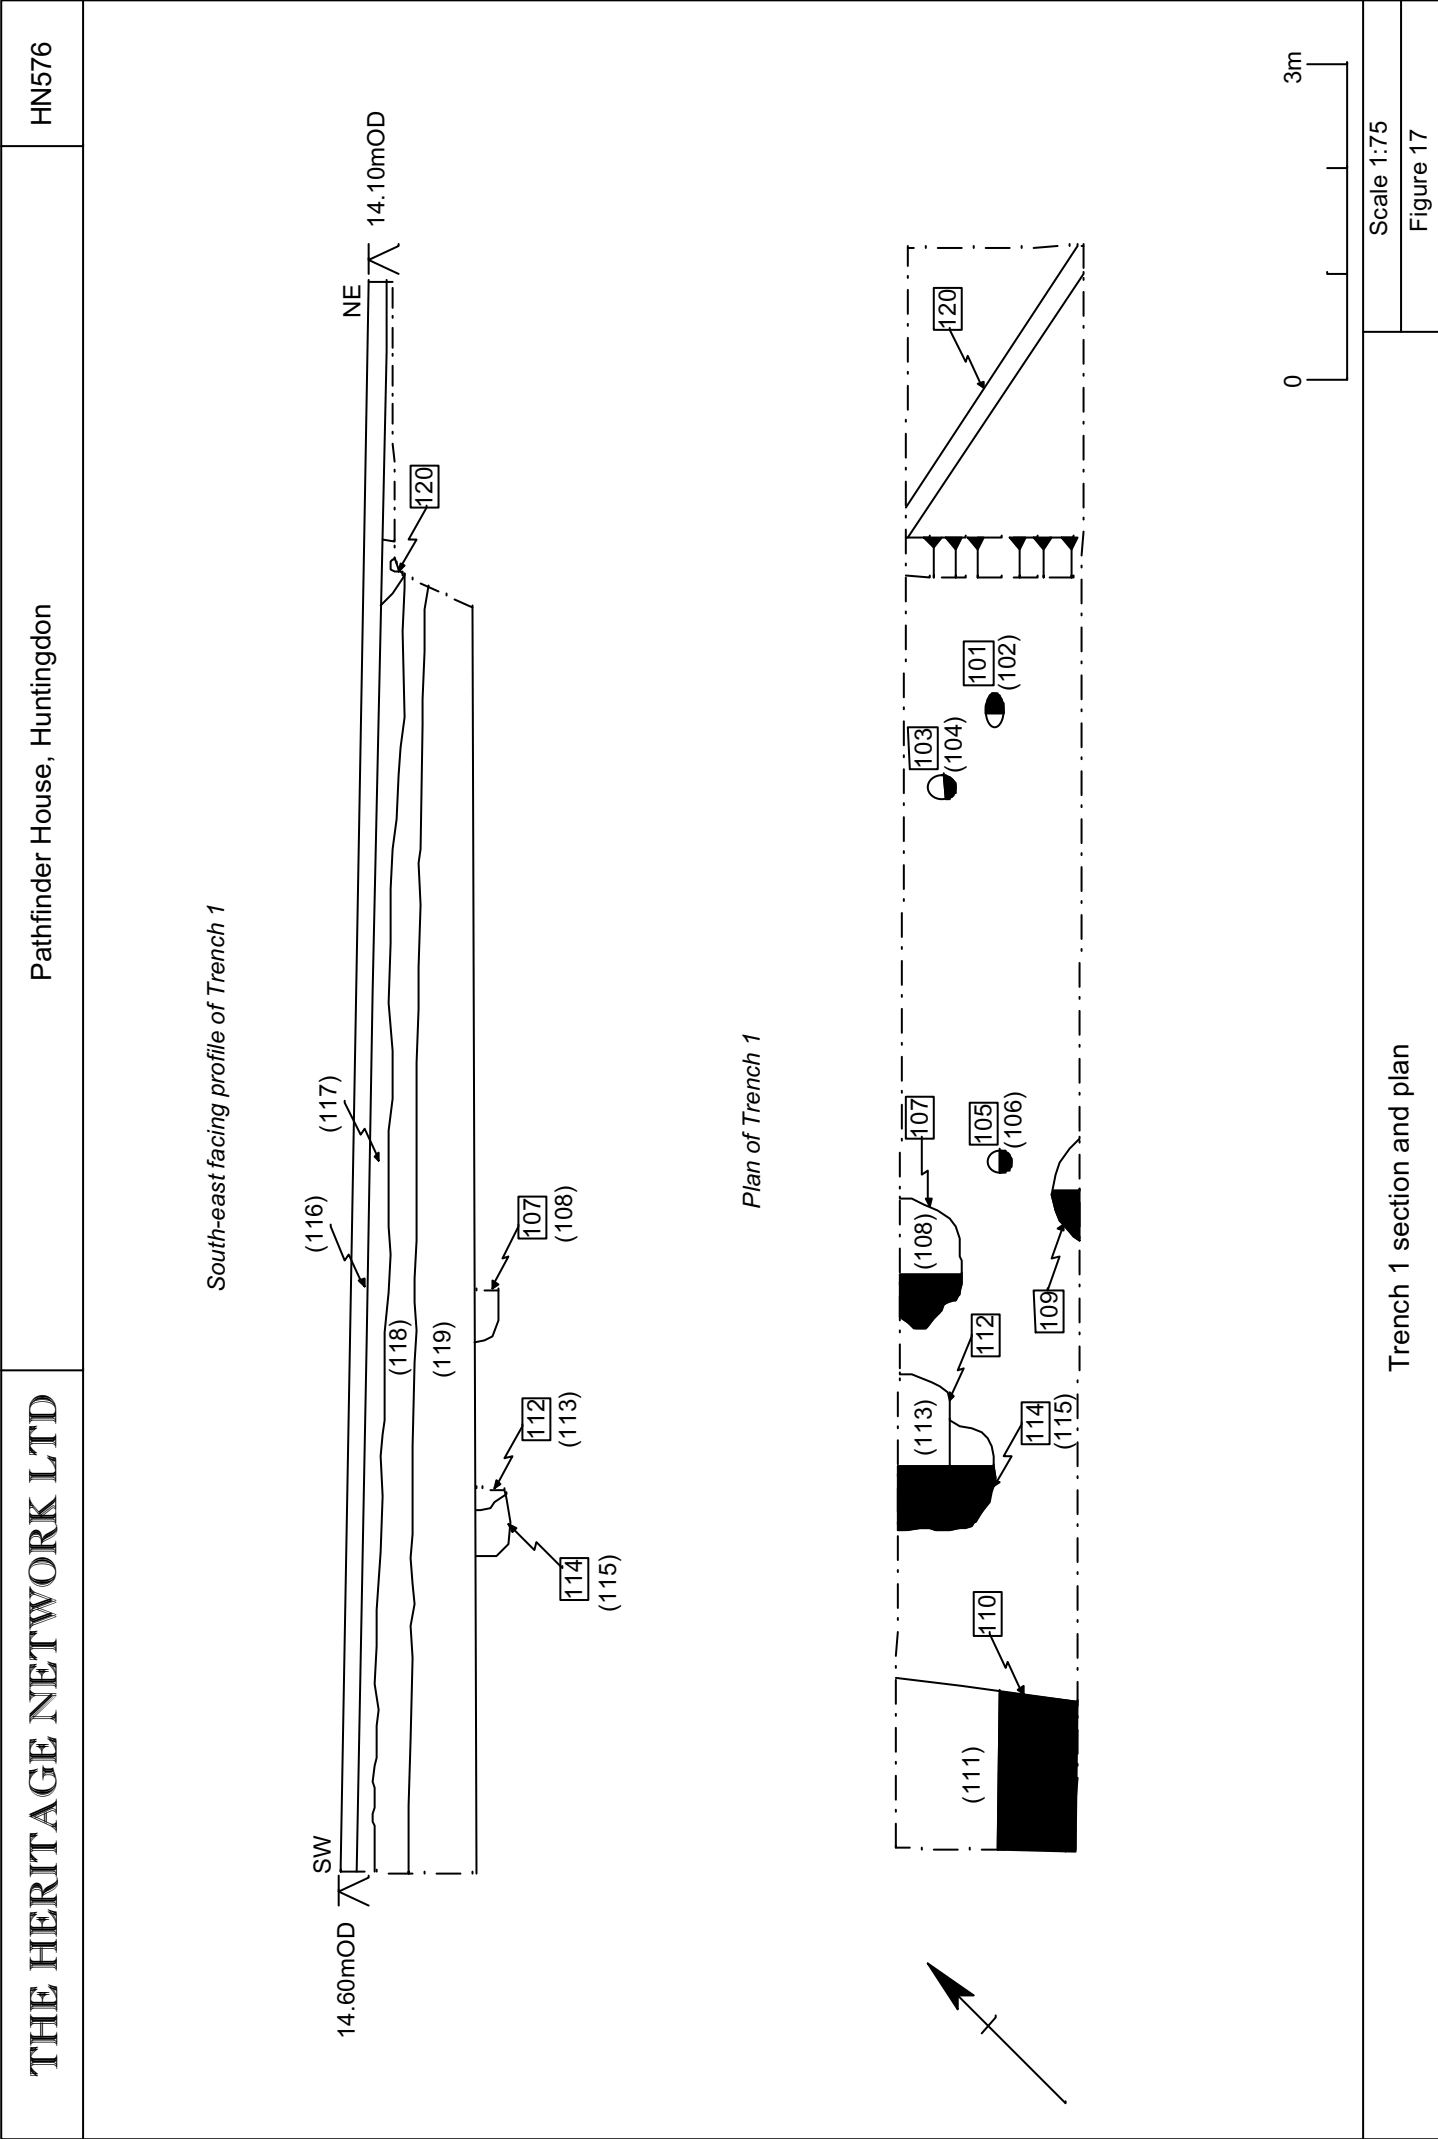 THE HERITAGE NETWORK LTD
Pathfinder House, Huntingdon
HN576
South-east facing profile of Trench 1
14.60mOD
SW
(116)
(117)
NE
14.10mOD
(118)
(119)
120
114
(115)
112
(113)
107
(108)
Plan of Trench 1
(111)
110
(113)
114
(115)
112
(108)
107
109
105
(106)
103
(104)
101
(102)
120
0
3m
Trench 1 section and plan
Scale 1:75
Figure 17